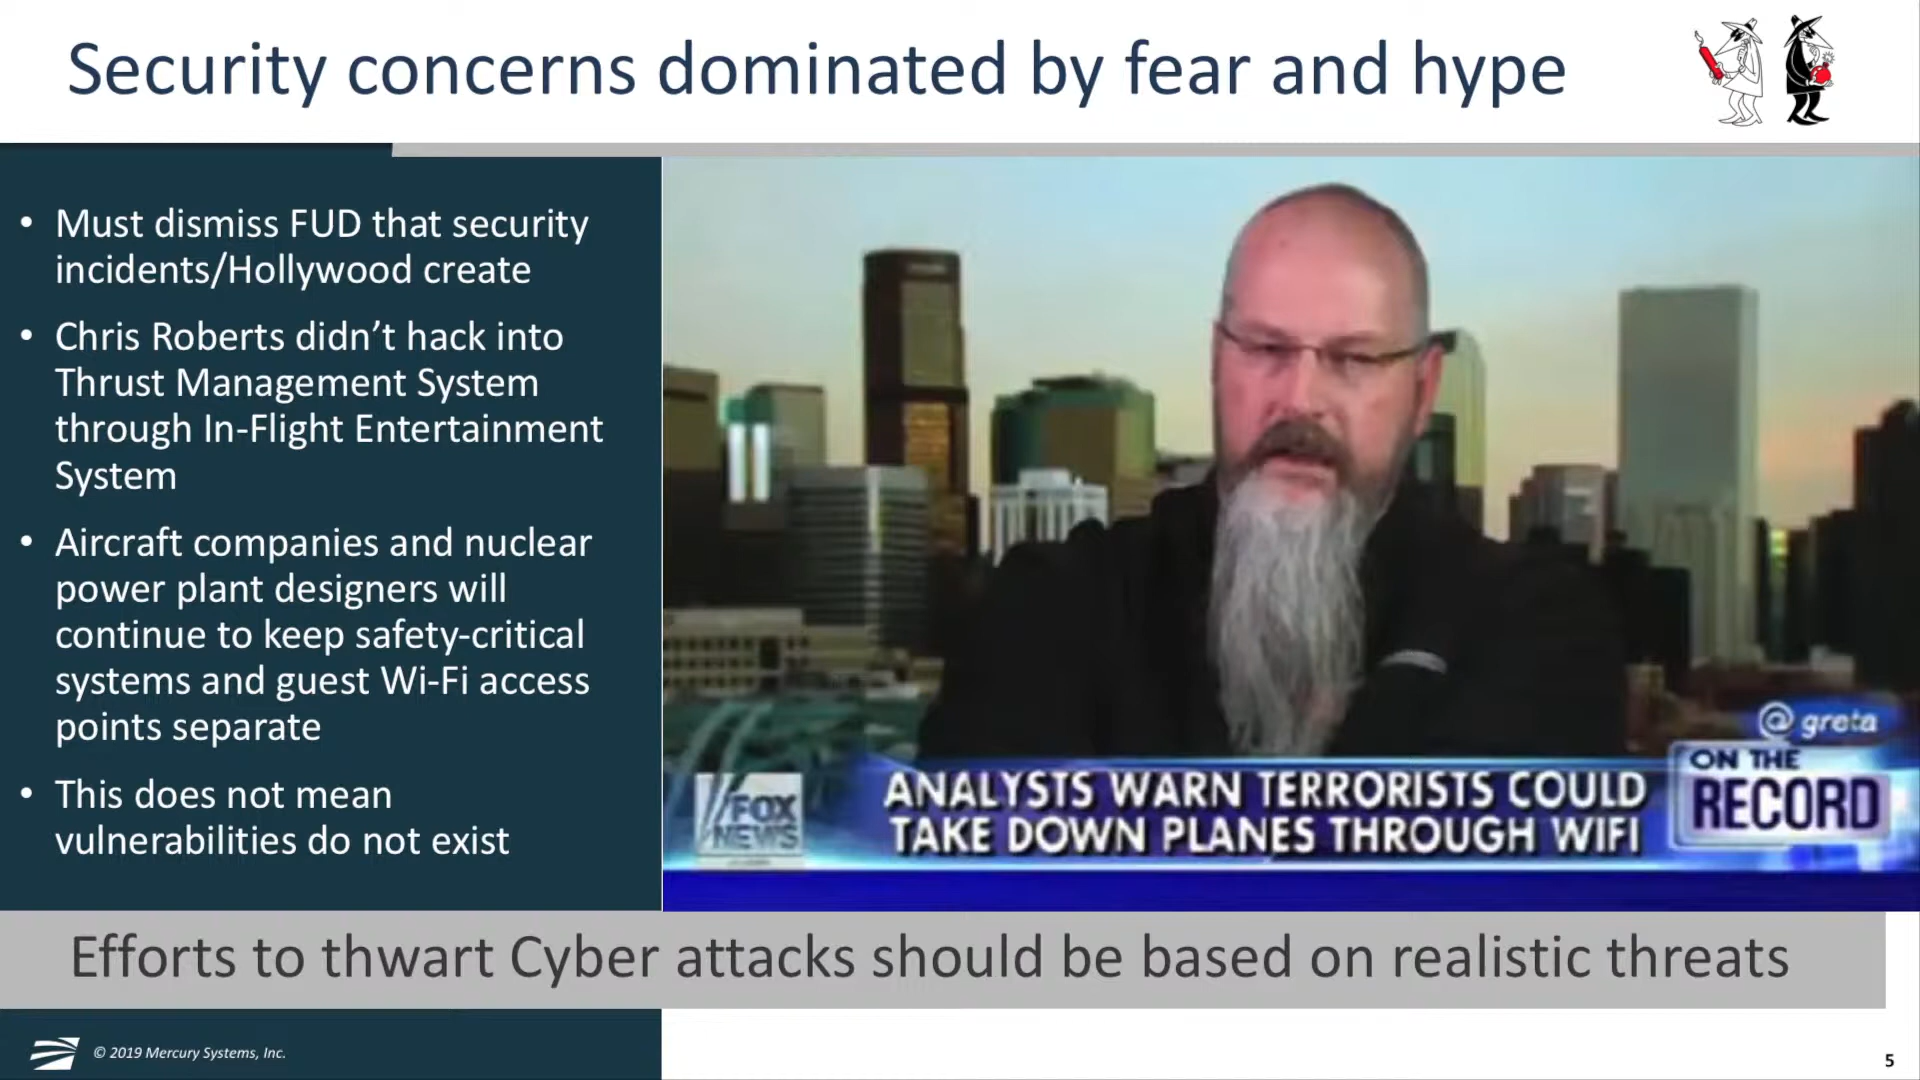 Security concerns dominated by fear and hype
• Must dismiss FUD that security
incidents/Hollywood create
• Chris Roberts didn’t hack into
Thrust Management System
through In-Flight Entertainment
System
• Aircraft companies and nuclear
power plant designers will
continue to keep safety-critical
systems and guest Wi-Fi access
points separate
• This does not mean
vulnerabilities do not exist
@greta
ON THE
RECORD
FOX
NEWS
ANALYSTS WARN TERRORISTS COULD
TAKE DOWN PLANES THROUGH WIFI
Efforts to thwart Cyber attacks should be based on realistic threats
© 2019 Mercury Systems, Inc.
5